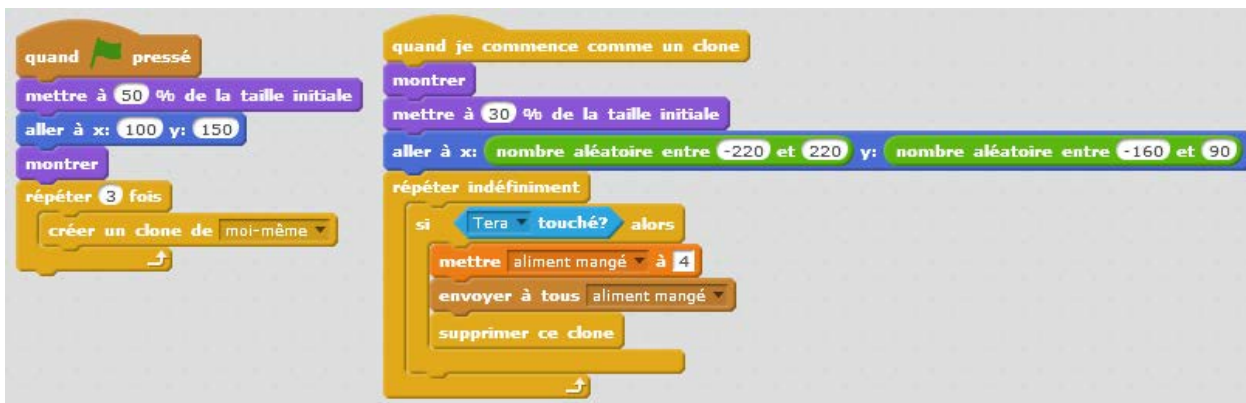 quand pressé
mettre à 50 % de la taille initiale
aller à x: 100 y: 150
montrer
répéter 3 fois
créer un clone de moi-même
quand je commence comme un clone
montrer
mettre à 30 % de la taille initiale
aller à x: nombre aléatoire entre -220 et 220 y: nombre aléatoire entre -160 et 90
répéter indéfiniment
si Tera touché? alors
mettre aliment mangé à 4
envoyer à tous aliment mangé
supprimer ce clone